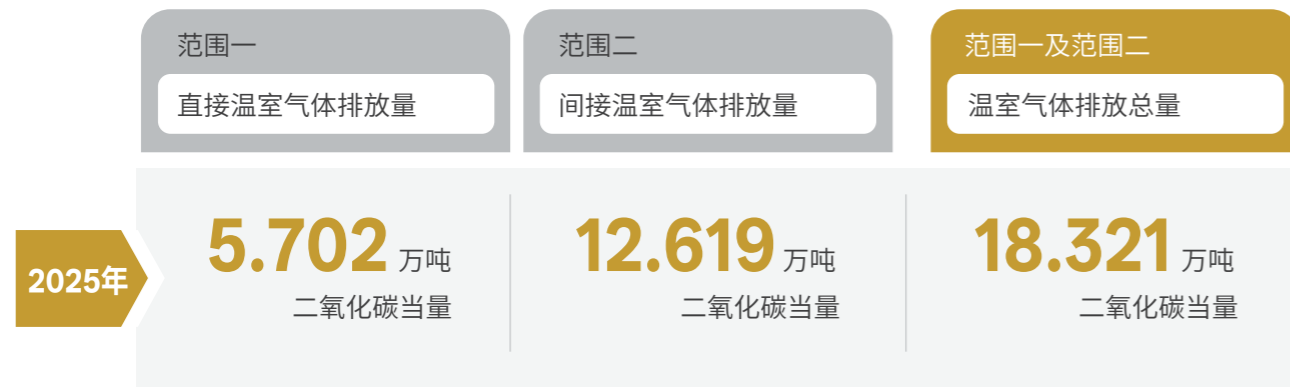 范围一
直接温室气体排放量
范围二
间接温室气体排放量
范围一及范围二
温室气体排放总量
2025年
5.702 万吨
二氧化碳当量
12.619 万吨
二氧化碳当量
18.321 万吨
二氧化碳当量